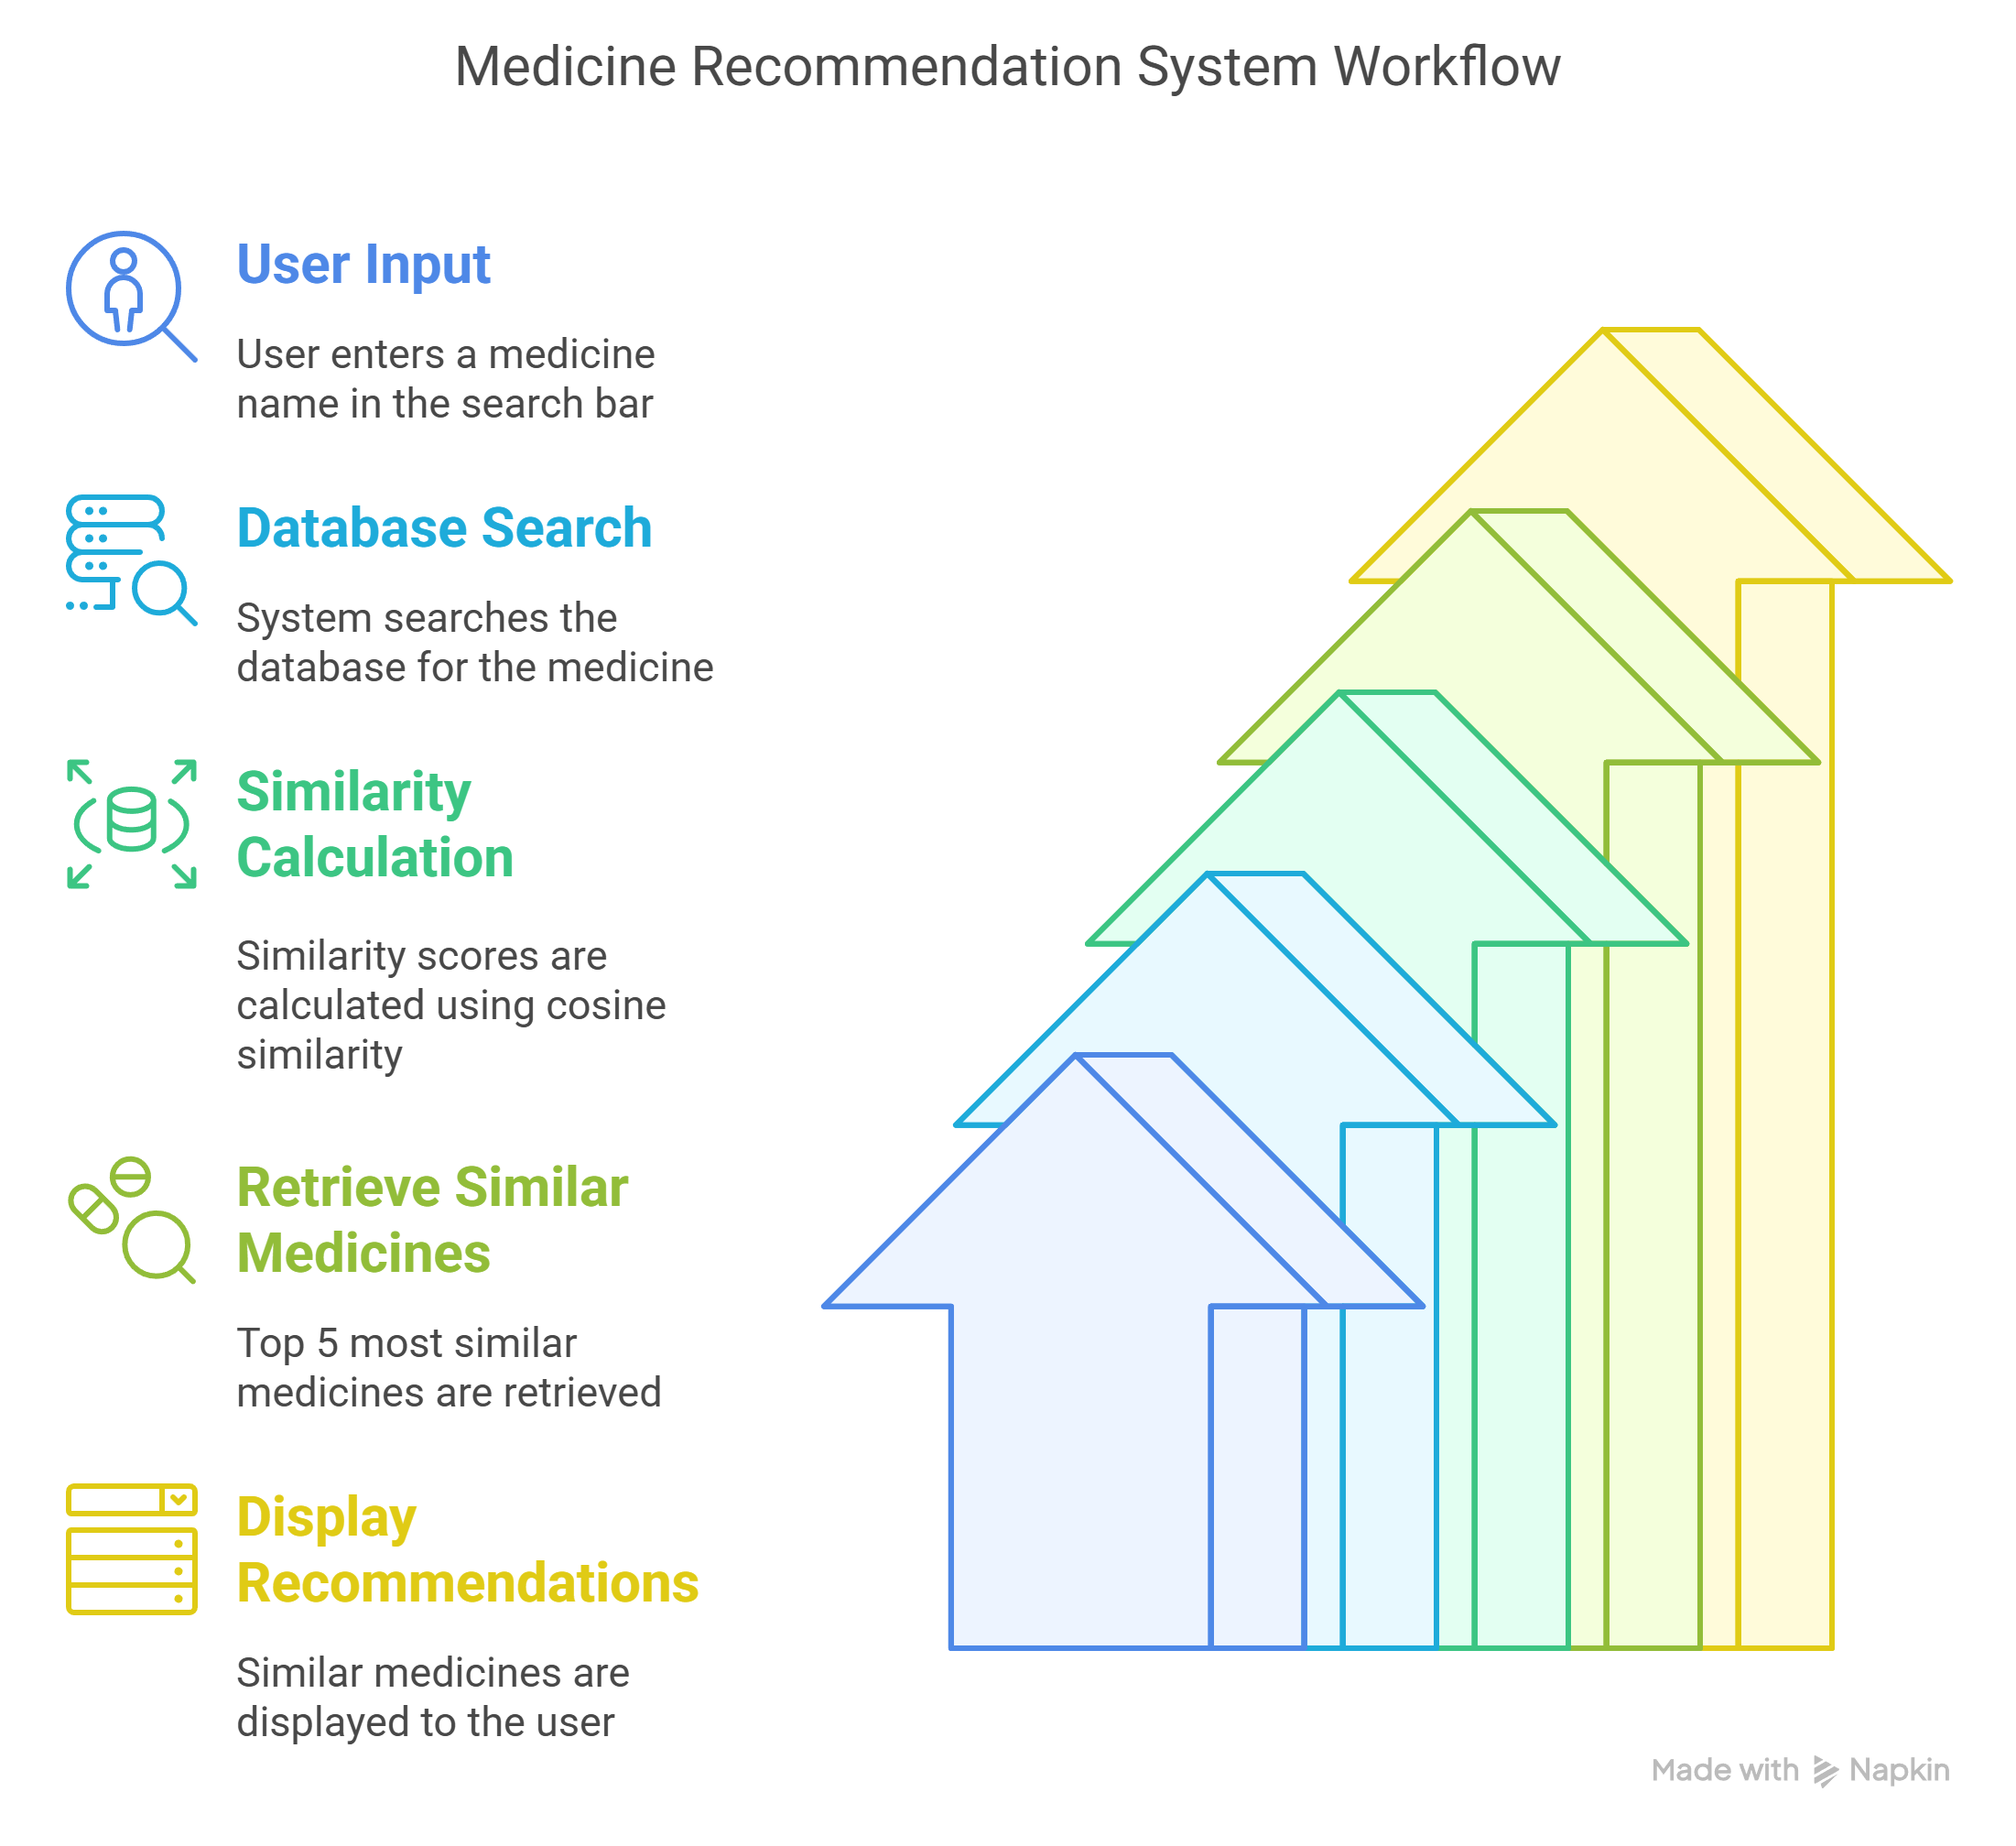 Medicine Recommendation System Workflow
User Input
User enters a medicine
name in the search bar
Database Search
System searches the
database for the medicine
Similarity
Calculation
Similarity scores are
calculated using cosine
similarity
Retrieve Similar
Medicines
Top 5 most similar
medicines are retrieved
Display
Recommendations
Similar medicines are
displayed to the user
Made with Napkin